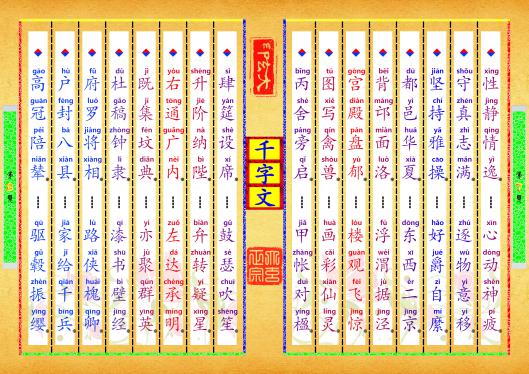 xìng jìng qíng yì xīn dòng shén pí
性静情逸……心动神疲
shǒu zhēn zhì mǎn zhú wù yì yí
守真志满……逐物意移
jiān chí yǎ cāo hǎo jué zì mí
坚持雅操……好爵自縻
dū yì huá xià dōng xī èr jīng
都邑华夏……东西二京
bèi máng miàn luò fú wèi jù jīng
背邙面洛……浮渭据泾
gōng diàn pán yù lóu guàn fēi jīng
宫殿盘郁……楼观飞惊
tú xiě qín shòu huà cǎi xiān líng
图写禽兽……画彩仙灵
bǐng shè páng qǐ jiǎ zhàng duì yíng
丙舍旁启……甲帐对楹
千字文
sì yán shè xí gǔ sè chuī shēng
肆筵设席……鼓瑟吹笙
shēng jiē nà bì biàn zhuǎn yí xīng
升阶纳陛……弁转疑星
yòu tōng guǎng nèi zuǒ dá chéng míng
右通广内……左达承明
jì jí fén diǎn yì jù qún yīng
既集坟典……亦聚群英
dù gǎo zhōng lì qī shū bì jīng
杜稿钟隶……漆书壁经
fǔ luó jiàng xiàng lù xiá huái qīng
府罗将相……路侠槐卿
hù fēng bā xiàn jiā jǐ qiān bīng
户封八县……家给千兵
gāo guān péi niǎn qū gǔ zhèn yīng
高冠陪辇……驱毂振缨